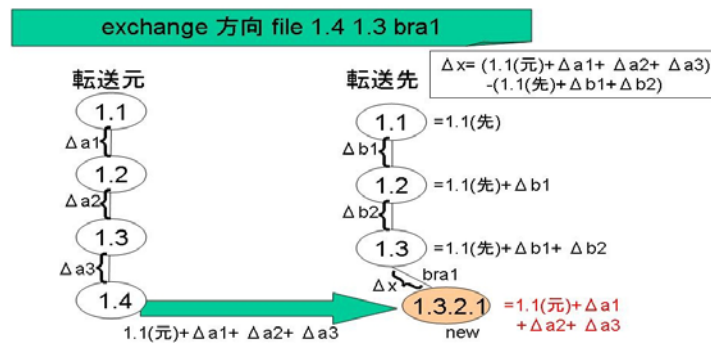 exchange 方向 file 1.4 1.3 bra1
Δx= (1.1(元)+Δa1+ Δa2+ Δa3)
-(1.1(先)+Δb1+Δb2)
転送元
転送先
1.1
Δa1
1.2
Δa2
1.3
Δa3
1.4
1.1(元)+Δa1+ Δa2+ Δa3
1.1
=1.1(先)
Δb1
1.2
=1.1(先)+Δb1
Δb2
1.3
=1.1(先)+Δb1+ Δb2
Δx
bra1
1.3.2.1
new
=1.1(元)+Δa1
+Δa2+ Δa3